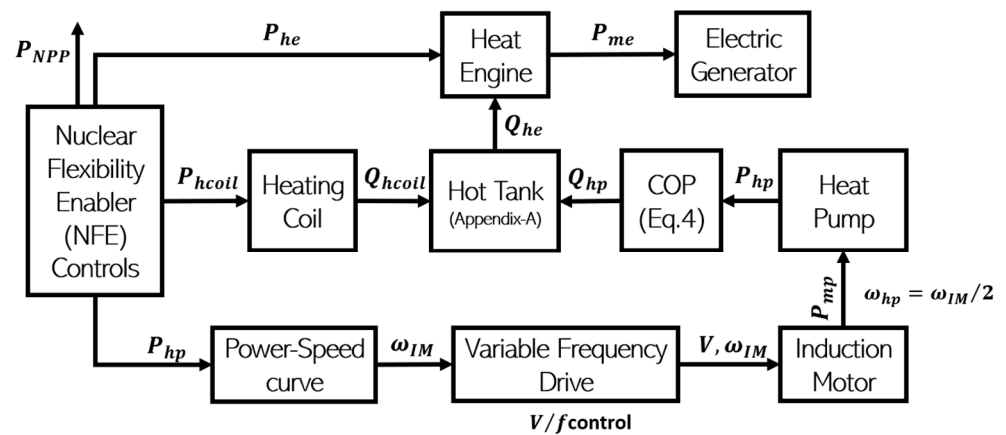 P_NPP
P_he
Heat
Engine
P_me
Electric
Generator
Q_he
Nuclear
Flexibility
Enabler
(NFE)
Controls
P_hcoil
Heating
Coil
Q_hcoil
Hot Tank
(Appendix-A)
Q_hp
COP
(Eq.4)
P_hp
Heat
Pump
P_mp
ω_hp = ω_IM/2
P_hp
Power-Speed
curve
ω_IM
Variable Frequency
Drive
V, ω_IM
Induction
Motor
V/f control